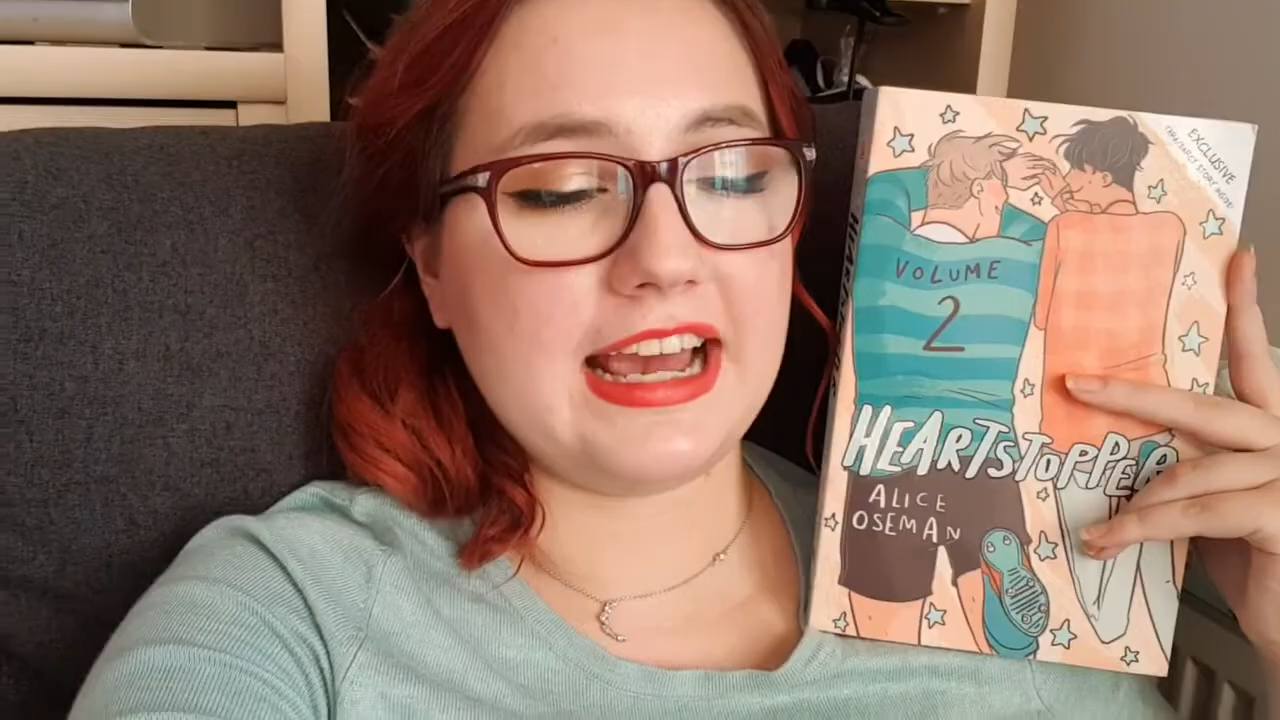 EXCLUSIVE
VOLUME
2
HEARTSTOPPER
ALICE
OSEMAN